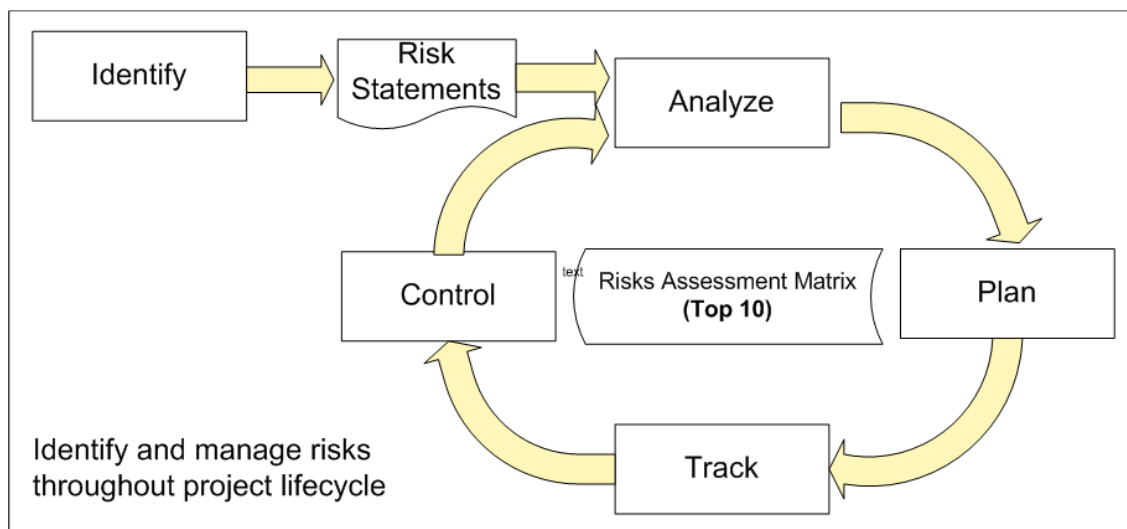 Identify
Risk
Statements
Analyze
Control
text
Risks Assessment Matrix
(Top 10)
Plan
Track
Identify and manage risks
throughout project lifecycle